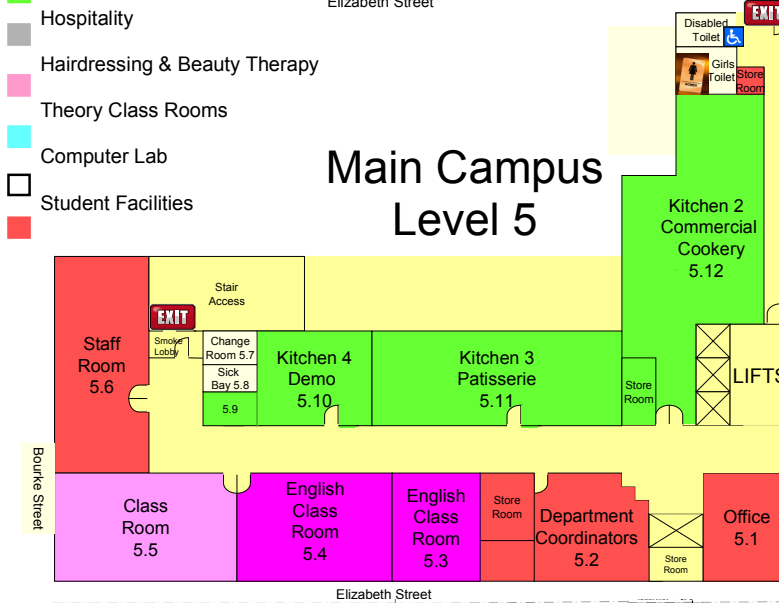 Elizabeth Street
Hospitality
Hairdressing & Beauty Therapy
Theory Class Rooms
Computer Lab
Student Facilities
Main Campus
Level 5
EXIT
Disabled
Toilet
Girls
Toilet
WOMEN
Store
Room
Kitchen 2
Commercial
Cookery
5.12
Stair
Access
EXIT
Smoke
Lobby
Staff
Room
5.6
Change
Room 5.7
Sick
Bay 5.8
5.9
Kitchen 4
Demo
5.10
Kitchen 3
Patisserie
5.11
Store
Room
LIFTS
Bourke Street
Class
Room
5.5
English
Class
Room
5.4
English
Class
Room
5.3
Store
Room
Department
Coordinators
5.2
Store
Room
Office
5.1
Elizabeth Street